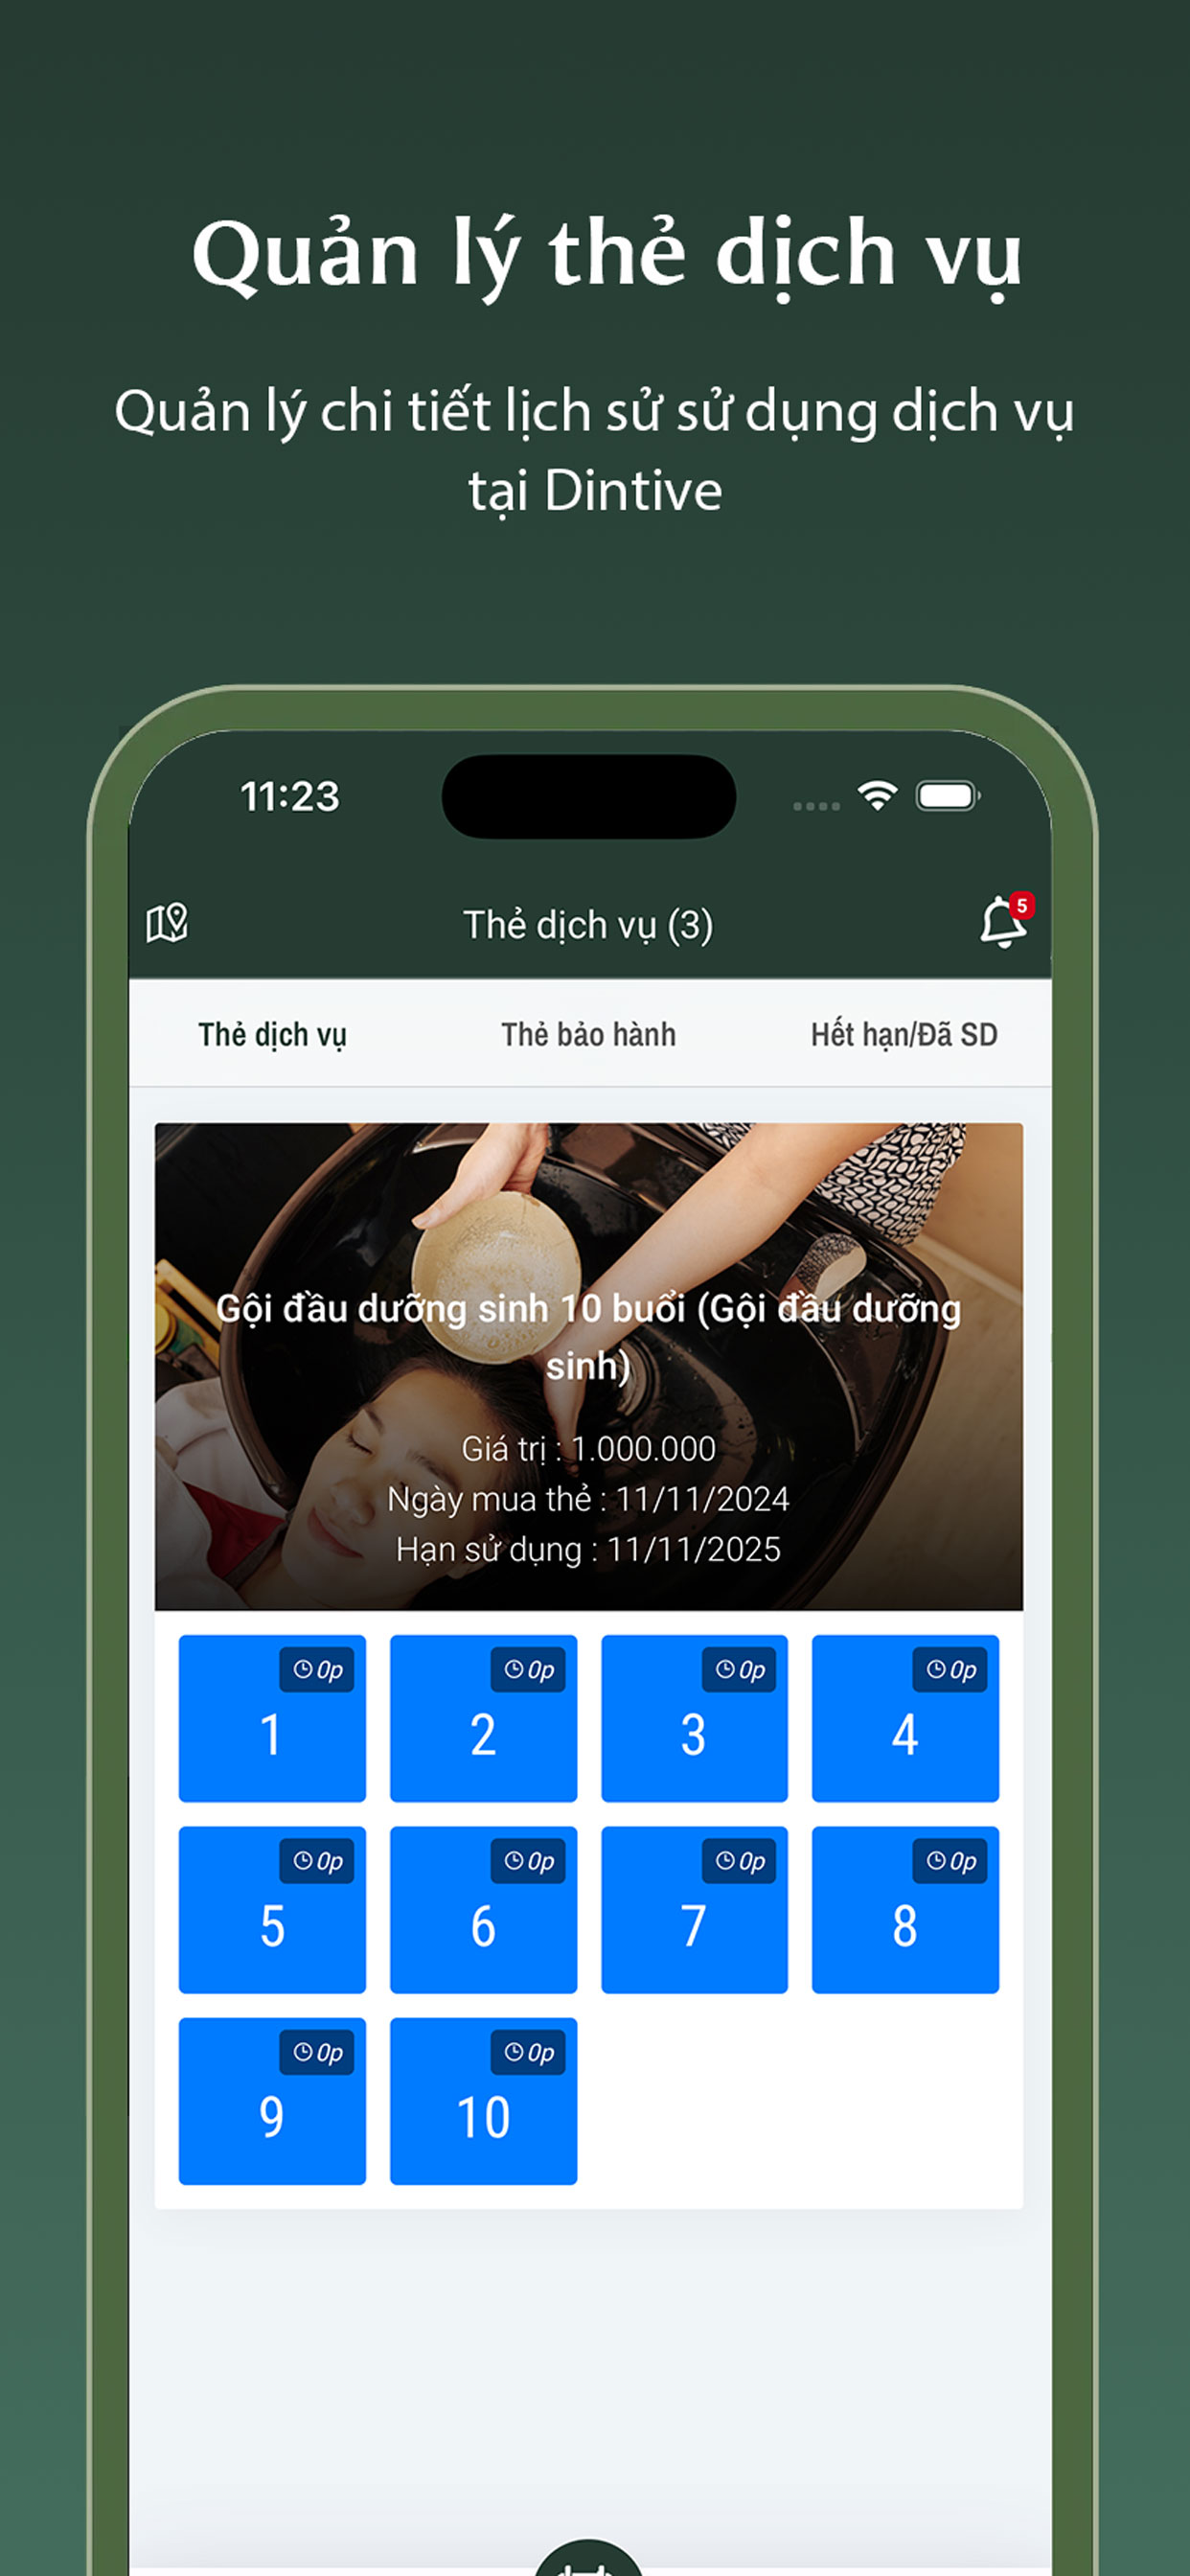 Quản lý thẻ dịch vụ
Quản lý chi tiết lịch sử sử dụng dịch vụ
tại Dintive
11:23
Thẻ dịch vụ (3)
5
Thẻ dịch vụ
Thẻ bảo hành
Hết hạn/Đã SD
Gội đầu dưỡng sinh 10 buổi (Gội đầu dưỡng
sinh)
Giá trị : 1.000.000
Ngày mua thẻ : 11/11/2024
Hạn sử dụng : 11/11/2025
0p
1
0p
2
0p
3
0p
4
0p
5
0p
6
0p
7
0p
8
0p
9
0p
10